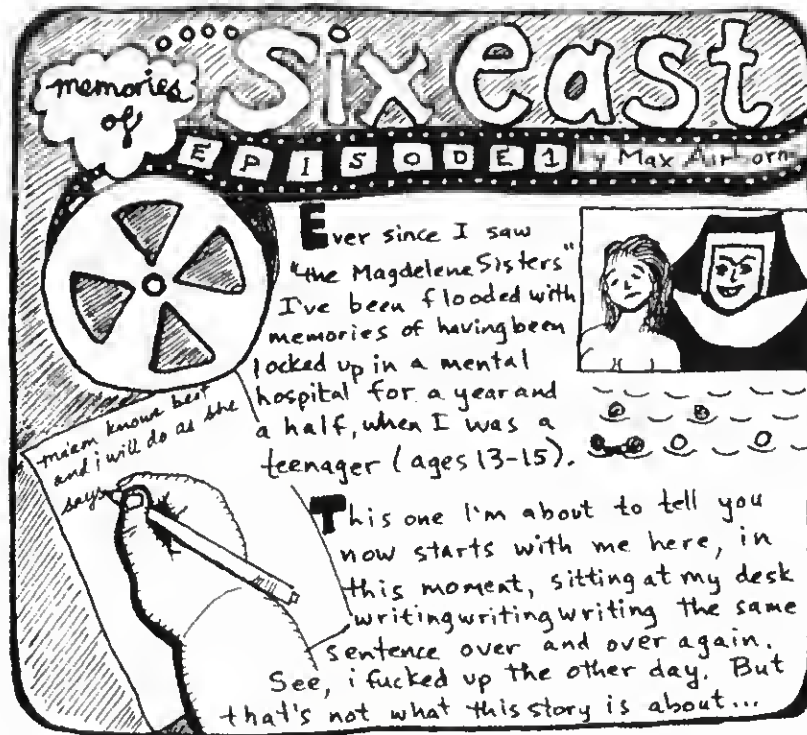 memories
of
Six east
EPISODE 1 by Max Airborn
Ever since I saw
"the Magdelene Sisters"
I've been flooded with
memories of having been
locked up in a mental
hospital for a year and
a half, when I was a
teenager (ages 13-15).
ma'am knows best
and i will do as she
says
This one I'm about to tell you
now starts with me here, in
this moment, sitting at my desk
writingwritingwriting the same
sentence over and over again.
See, i fucked up the other day. But
that's not what this story is about...